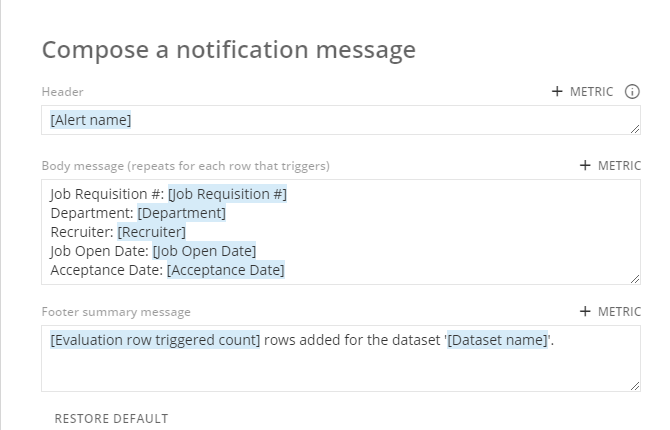 Compose a notification message
Header
+ METRIC
[Alert name]
Body message (repeats for each row that triggers)
+ METRIC
Job Requisition #: [Job Requisition #]
Department: [Department]
Recruiter: [Recruiter]
Job Open Date: [Job Open Date]
Acceptance Date: [Acceptance Date]
Footer summary message
+ METRIC
[Evaluation row triggered count] rows added for the dataset '[Dataset name]'.
RESTORE DEFAULT